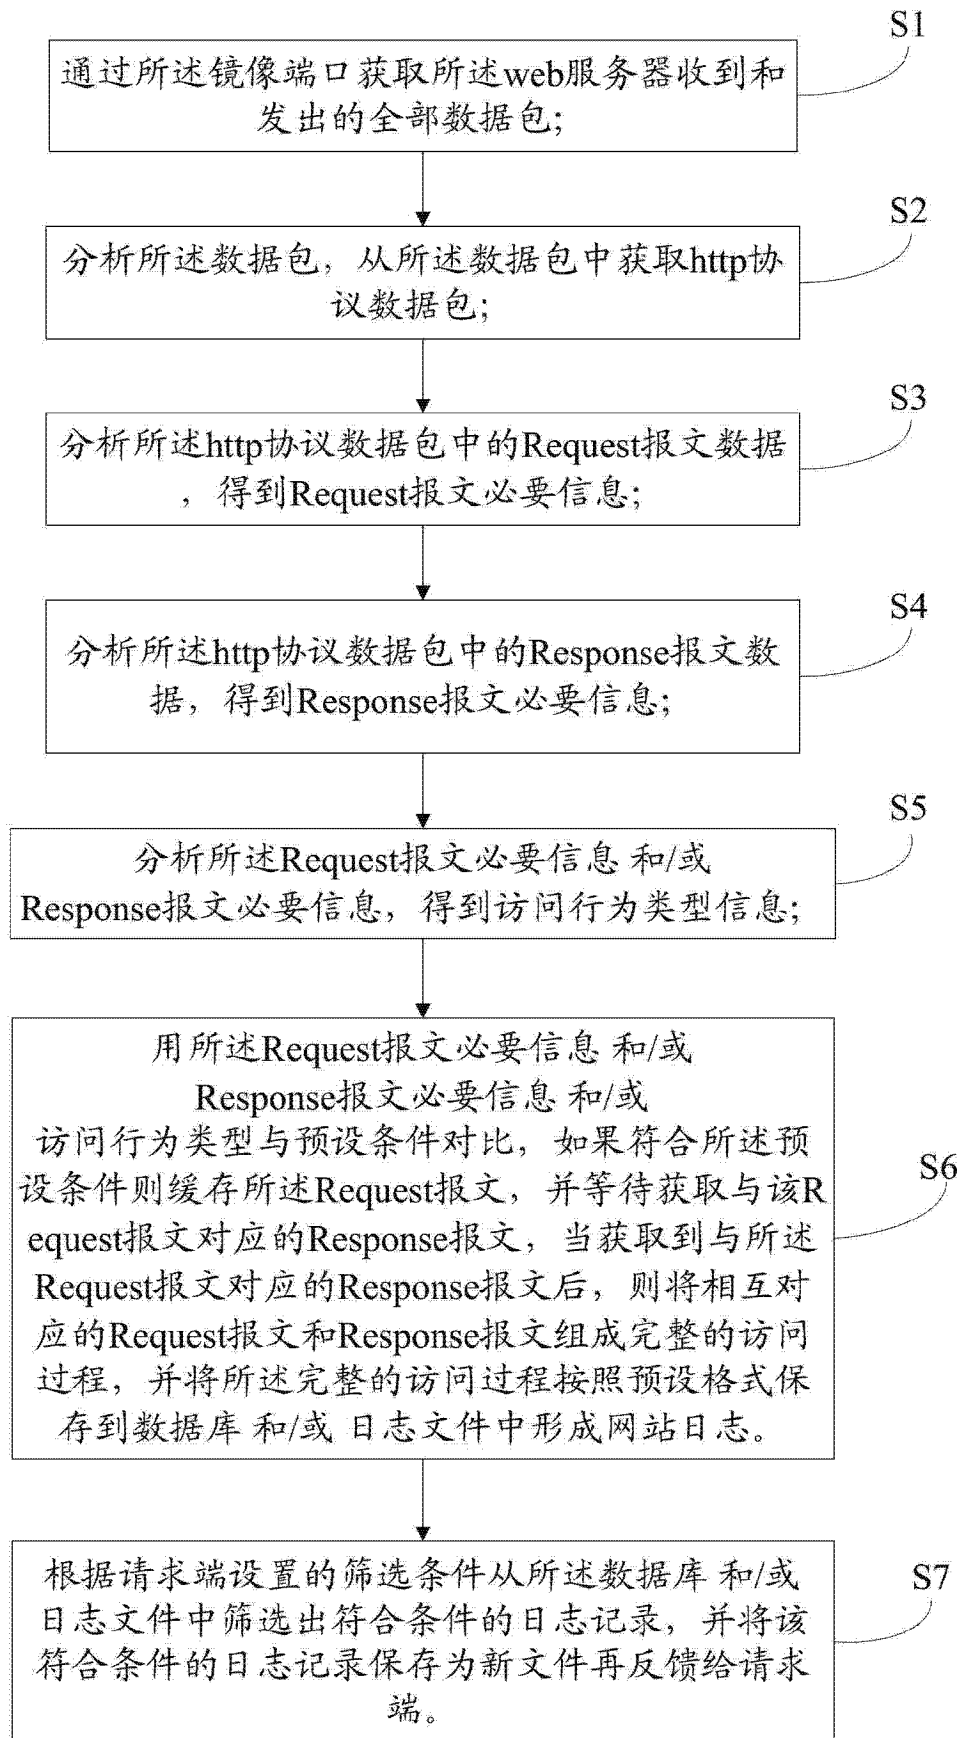 S1
通过所述镜像端口获取所述web服务器收到和
发出的全部数据包;
S2
分析所述数据包，从所述数据包中获取http协
议数据包;
S3
分析所述http协议数据包中的Request报文数据
，得到Request报文必要信息;
S4
分析所述http协议数据包中的Response报文数
据，得到Response报文必要信息;
S5
分析所述Request报文必要信息 和/或
Response报文必要信息，得到访问行为类型信息;
S6
用所述Request报文必要信息 和/或
Response报文必要信息 和/或
访问行为类型与预设条件对比，如果符合所述预
设条件则缓存所述Request报文，并等待获取与该R
equest报文对应的Response报文，当获取到与所述
Request报文对应的Response报文后，则将相互对
应的Request报文和Response报文组成完整的访问
过程，并将所述完整的访问过程按照预设格式保
存到数据库 和/或 日志文件中形成网站日志。
S7
根据请求端设置的筛选条件从所述数据库 和/或
日志文件中筛选出符合条件的日志记录，并将该
符合条件的日志记录保存为新文件再反馈给请求
端。